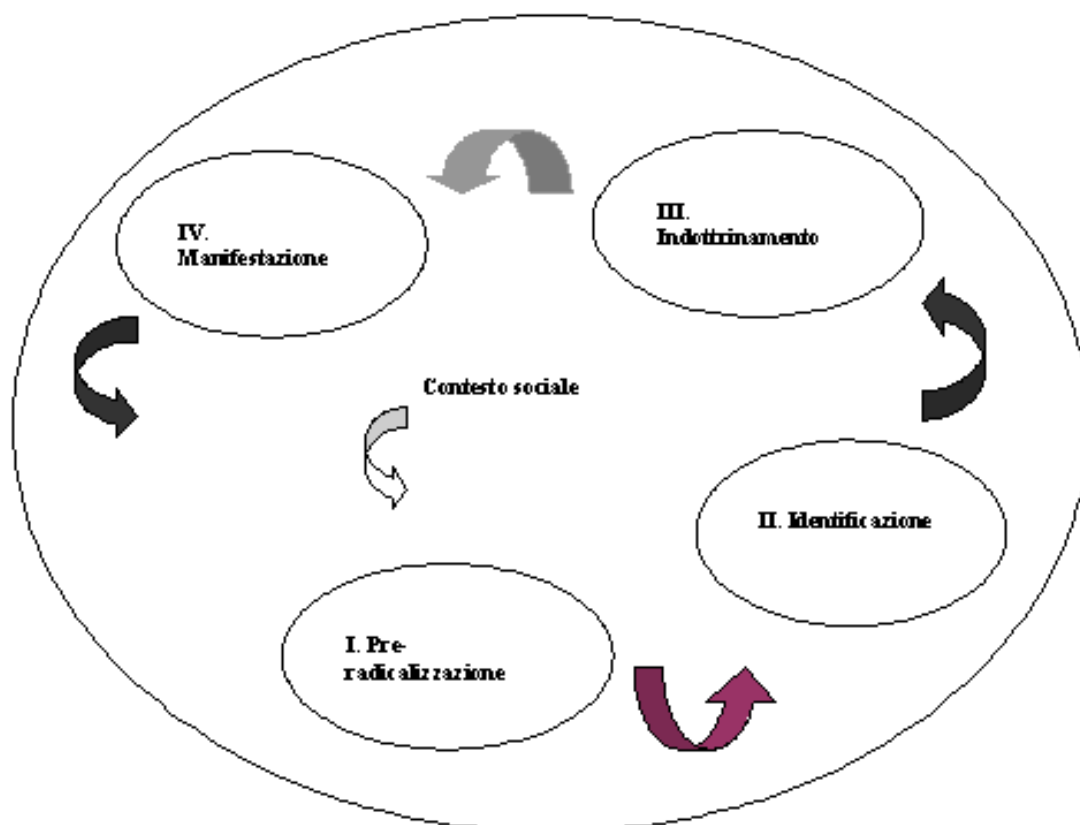 IV.
Manifestazione
III.
Indottrinamento
Contesto sociale
II. Identificazione
I. Pre-
radicalizzazione